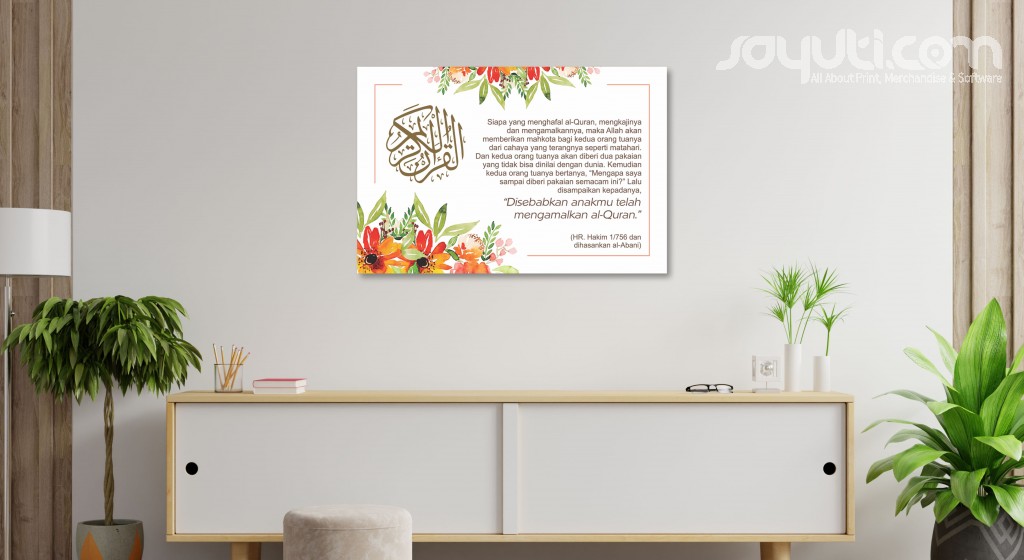 sayuti.com
All About Print, Merchandise & Software
القرآن الكريم
Siapa yang menghafal al-Quran, mengkajinya
dan mengamalkannya, maka Allah akan
memberikan mahkota bagi kedua orang tuanya
dari cahaya yang terangnya seperti matahari.
Dan kedua orang tuanya akan diberi dua pakaian
yang tidak bisa dinilai dengan dunia. Kemudian
kedua orang tuanya bertanya, “Mengapa saya
sampai diberi pakaian semacam ini?” Lalu
disampaikan kepadanya,
“Disebabkan anakmu telah
mengamalkan al-Quran.”
(HR. Hakim 1/756 dan
dihasankan al-Abani)